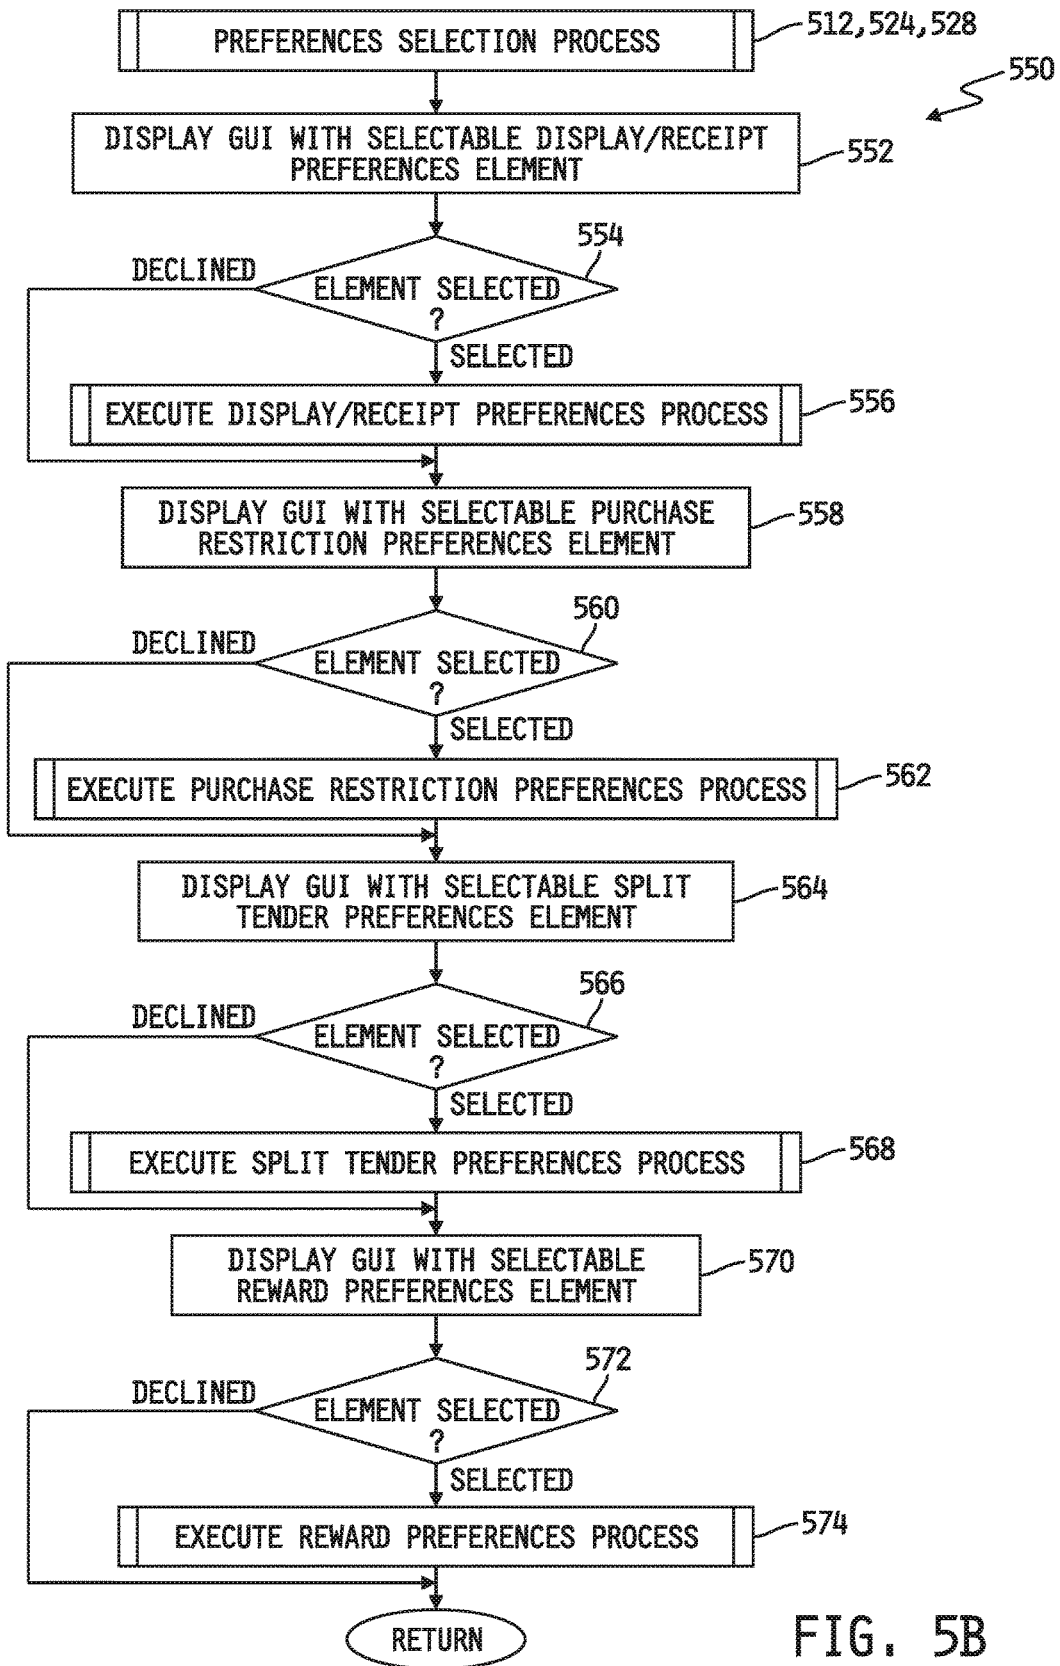 PREFERENCES SELECTION PROCESS
512,524,528
550
DISPLAY GUI WITH SELECTABLE DISPLAY/RECEIPT
PREFERENCES ELEMENT
552
554
DECLINED
ELEMENT SELECTED
?
SELECTED
EXECUTE DISPLAY/RECEIPT PREFERENCES PROCESS
556
DISPLAY GUI WITH SELECTABLE PURCHASE
RESTRICTION PREFERENCES ELEMENT
558
560
DECLINED
ELEMENT SELECTED
?
SELECTED
EXECUTE PURCHASE RESTRICTION PREFERENCES PROCESS
562
DISPLAY GUI WITH SELECTABLE SPLIT
TENDER PREFERENCES ELEMENT
564
566
DECLINED
ELEMENT SELECTED
?
SELECTED
EXECUTE SPLIT TENDER PREFERENCES PROCESS
568
DISPLAY GUI WITH SELECTABLE
REWARD PREFERENCES ELEMENT
570
572
DECLINED
ELEMENT SELECTED
?
SELECTED
EXECUTE REWARD PREFERENCES PROCESS
574
RETURN
FIG. 5B